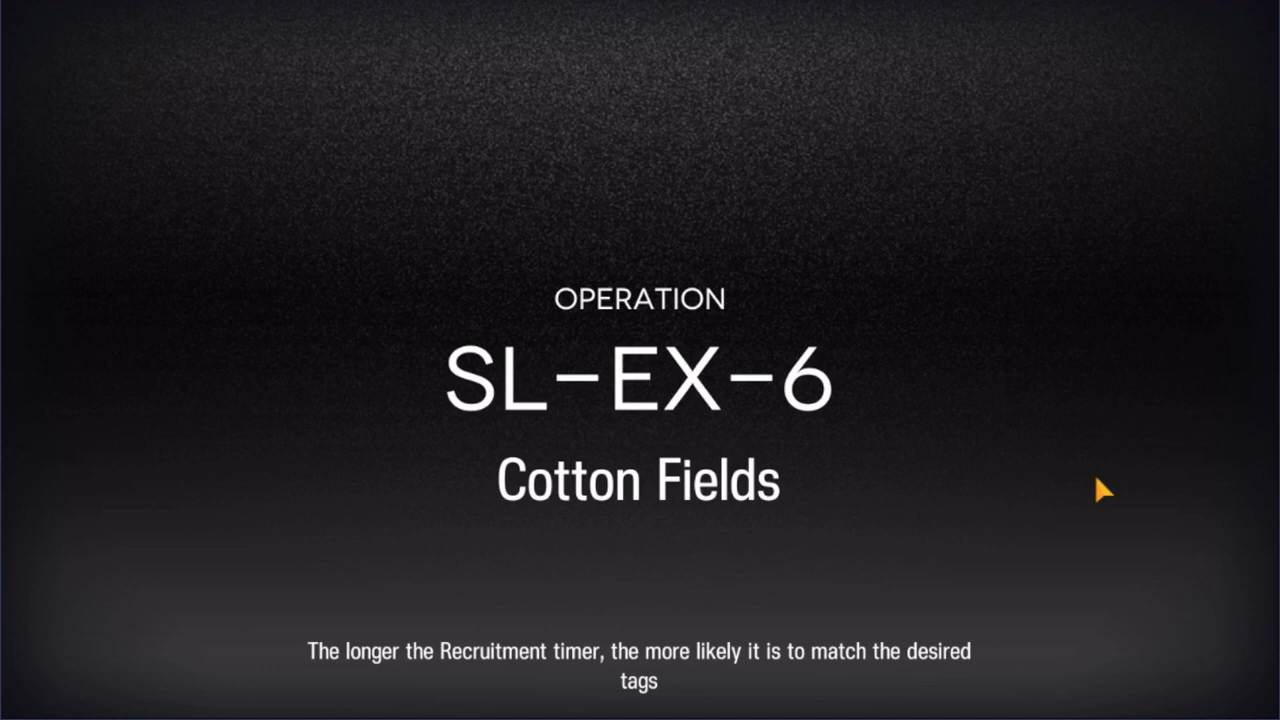 OPERATION
SL-EX-6
Cotton Fields
The longer the Recruitment timer, the more likely it is to match the desired
tags